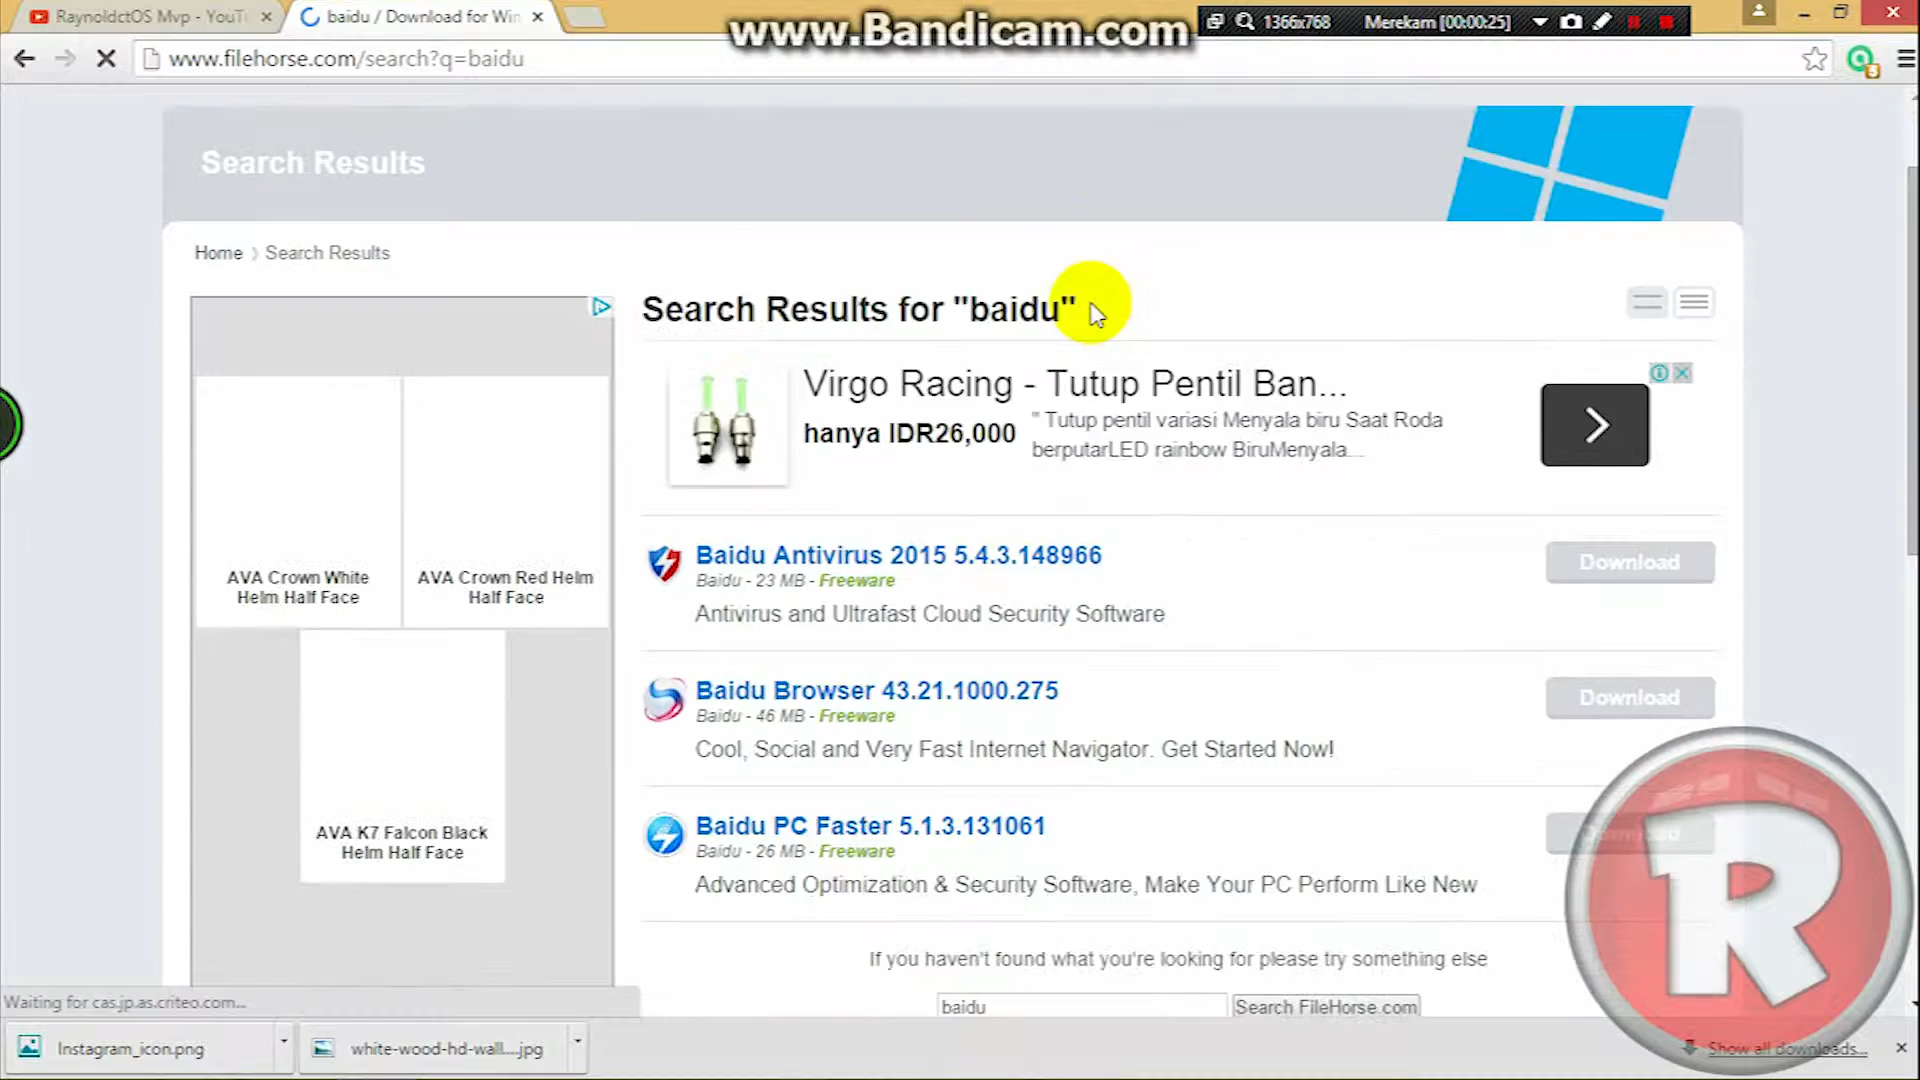 RaynoldctOS Mvp - YouT
baidu / Download for Win
www.Bandicam.com
1366x768
Merekam [00:00:25]
www.filehorse.com/search?q=baidu
Search Results
Home
Search Results
Search Results for "baidu"
Virgo Racing - Tutup Pentil Ban...
hanya IDR26,000
" Tutup pentil variasi Menyala biru Saat Roda
berputarLED rainbow BiruMenyala....
AVA Crown White
Helm Half Face
AVA Crown Red Helm
Half Face
AVA K7 Falcon Black
Helm Half Face
Baidu Antivirus 2015 5.4.3.148966
Download
Baidu - 23 MB - Freeware
Antivirus and Ultrafast Cloud Security Software
Baidu Browser 43.21.1000.275
Download
Baidu - 46 MB - Freeware
Cool, Social and Very Fast Internet Navigator. Get Started Now!
Baidu PC Faster 5.1.3.131061
Download
Baidu - 26 MB - Freeware
Advanced Optimization & Security Software, Make Your PC Perform Like New
If you haven't found what you're looking for please try something else
baidu
Search FileHorse.com
R
Waiting for cas.jp.as.criteo.com...
Instagram_icon.png
white-wood-hd-wall....jpg
Show all downloads...